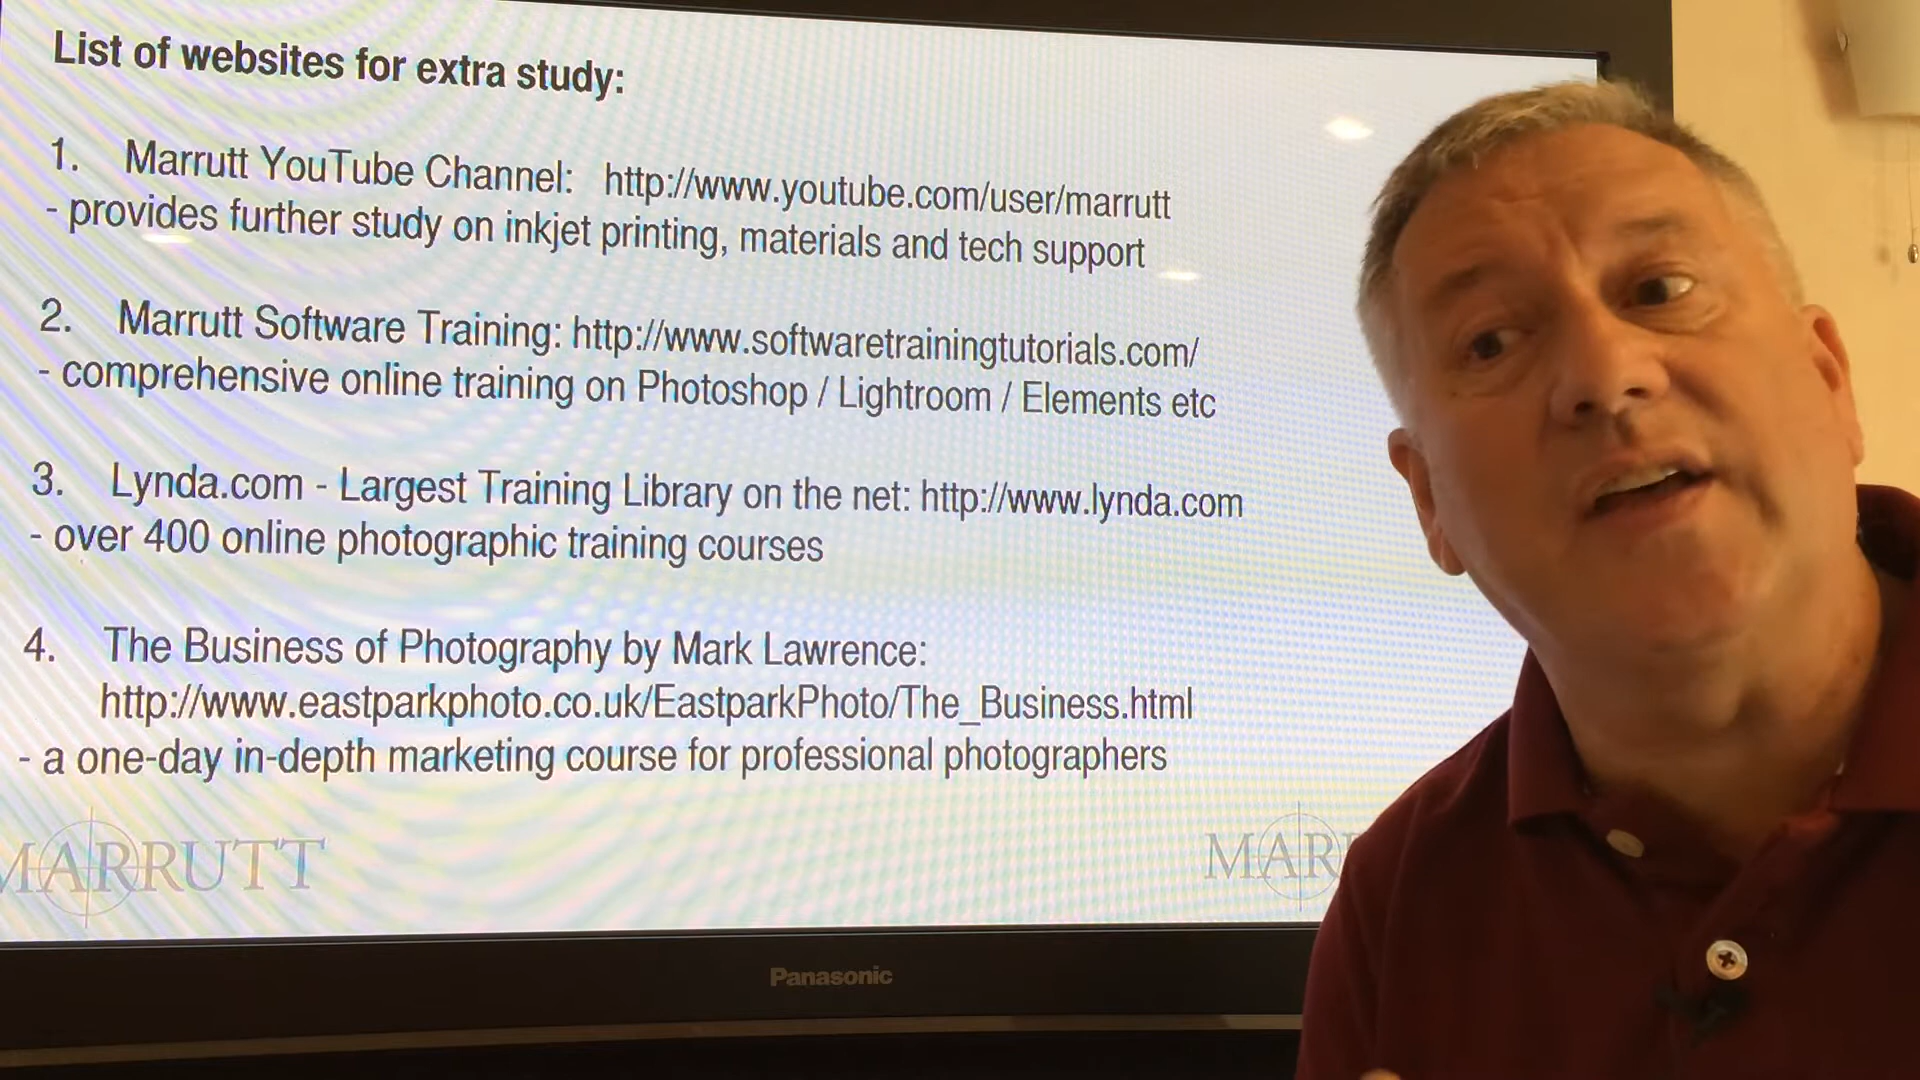 List of websites for extra study:
1. Marrutt YouTube Channel: http://www.youtube.com/user/marrutt
- provides further study on inkjet printing, materials and tech support
2. Marrutt Software Training: http://www.softwaretrainingtutorials.com/
- comprehensive online training on Photoshop / Lightroom / Elements etc
3. Lynda.com - Largest Training Library on the net: http://www.lynda.com
- over 400 online photographic training courses
4. The Business of Photography by Mark Lawrence:
http://www.eastparkphoto.co.uk/EastparkPhoto/The_Business.html
- a one-day in-depth marketing course for professional photographers
MARRUTT MAR
Panasonic